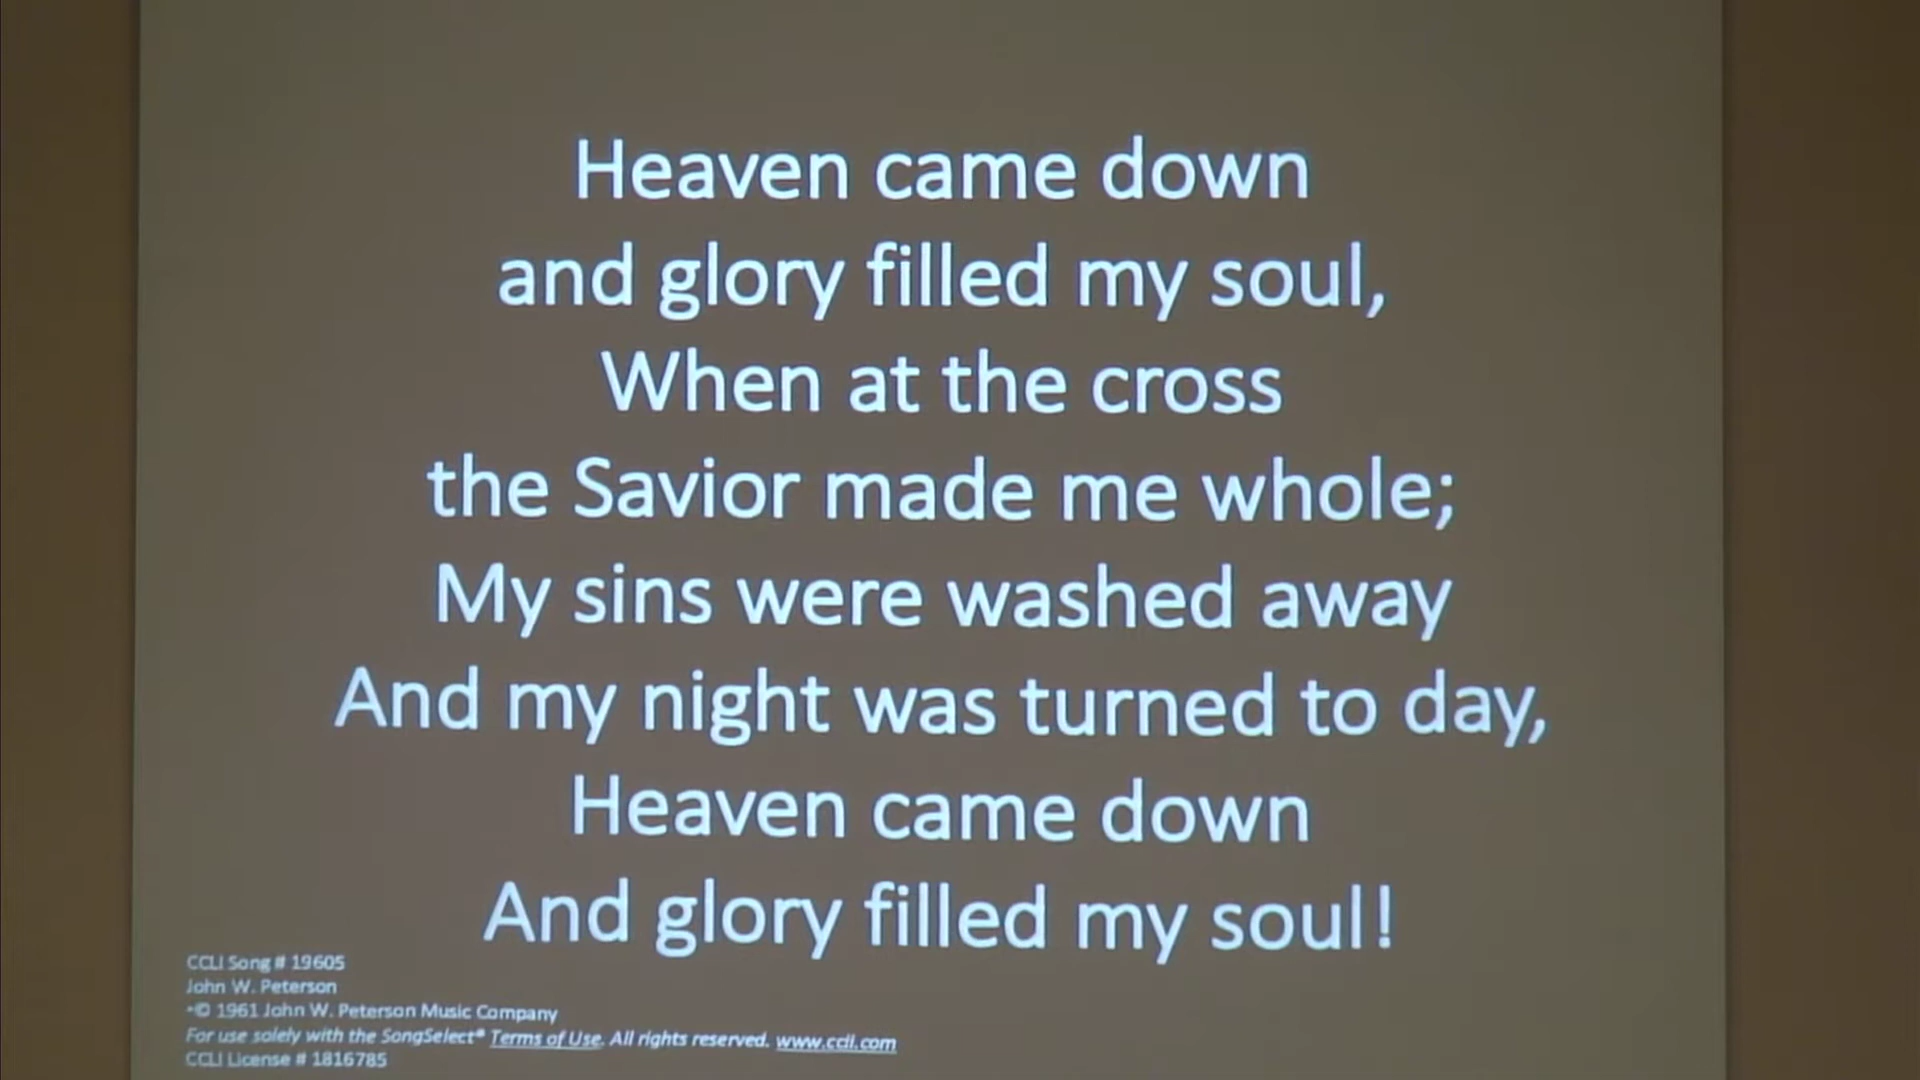 Heaven came down
and glory filled my soul,
When at the cross
the Savior made me whole;
My sins were washed away
And my night was turned to day,
Heaven came down
And glory filled my soul!
CCLI Song # 19605
John W. Peterson
•© 1961 John W. Peterson Music Company
For use solely with the SongSelect® Terms of Use. All rights reserved. www.ccli.com
CCLI License # 1816785